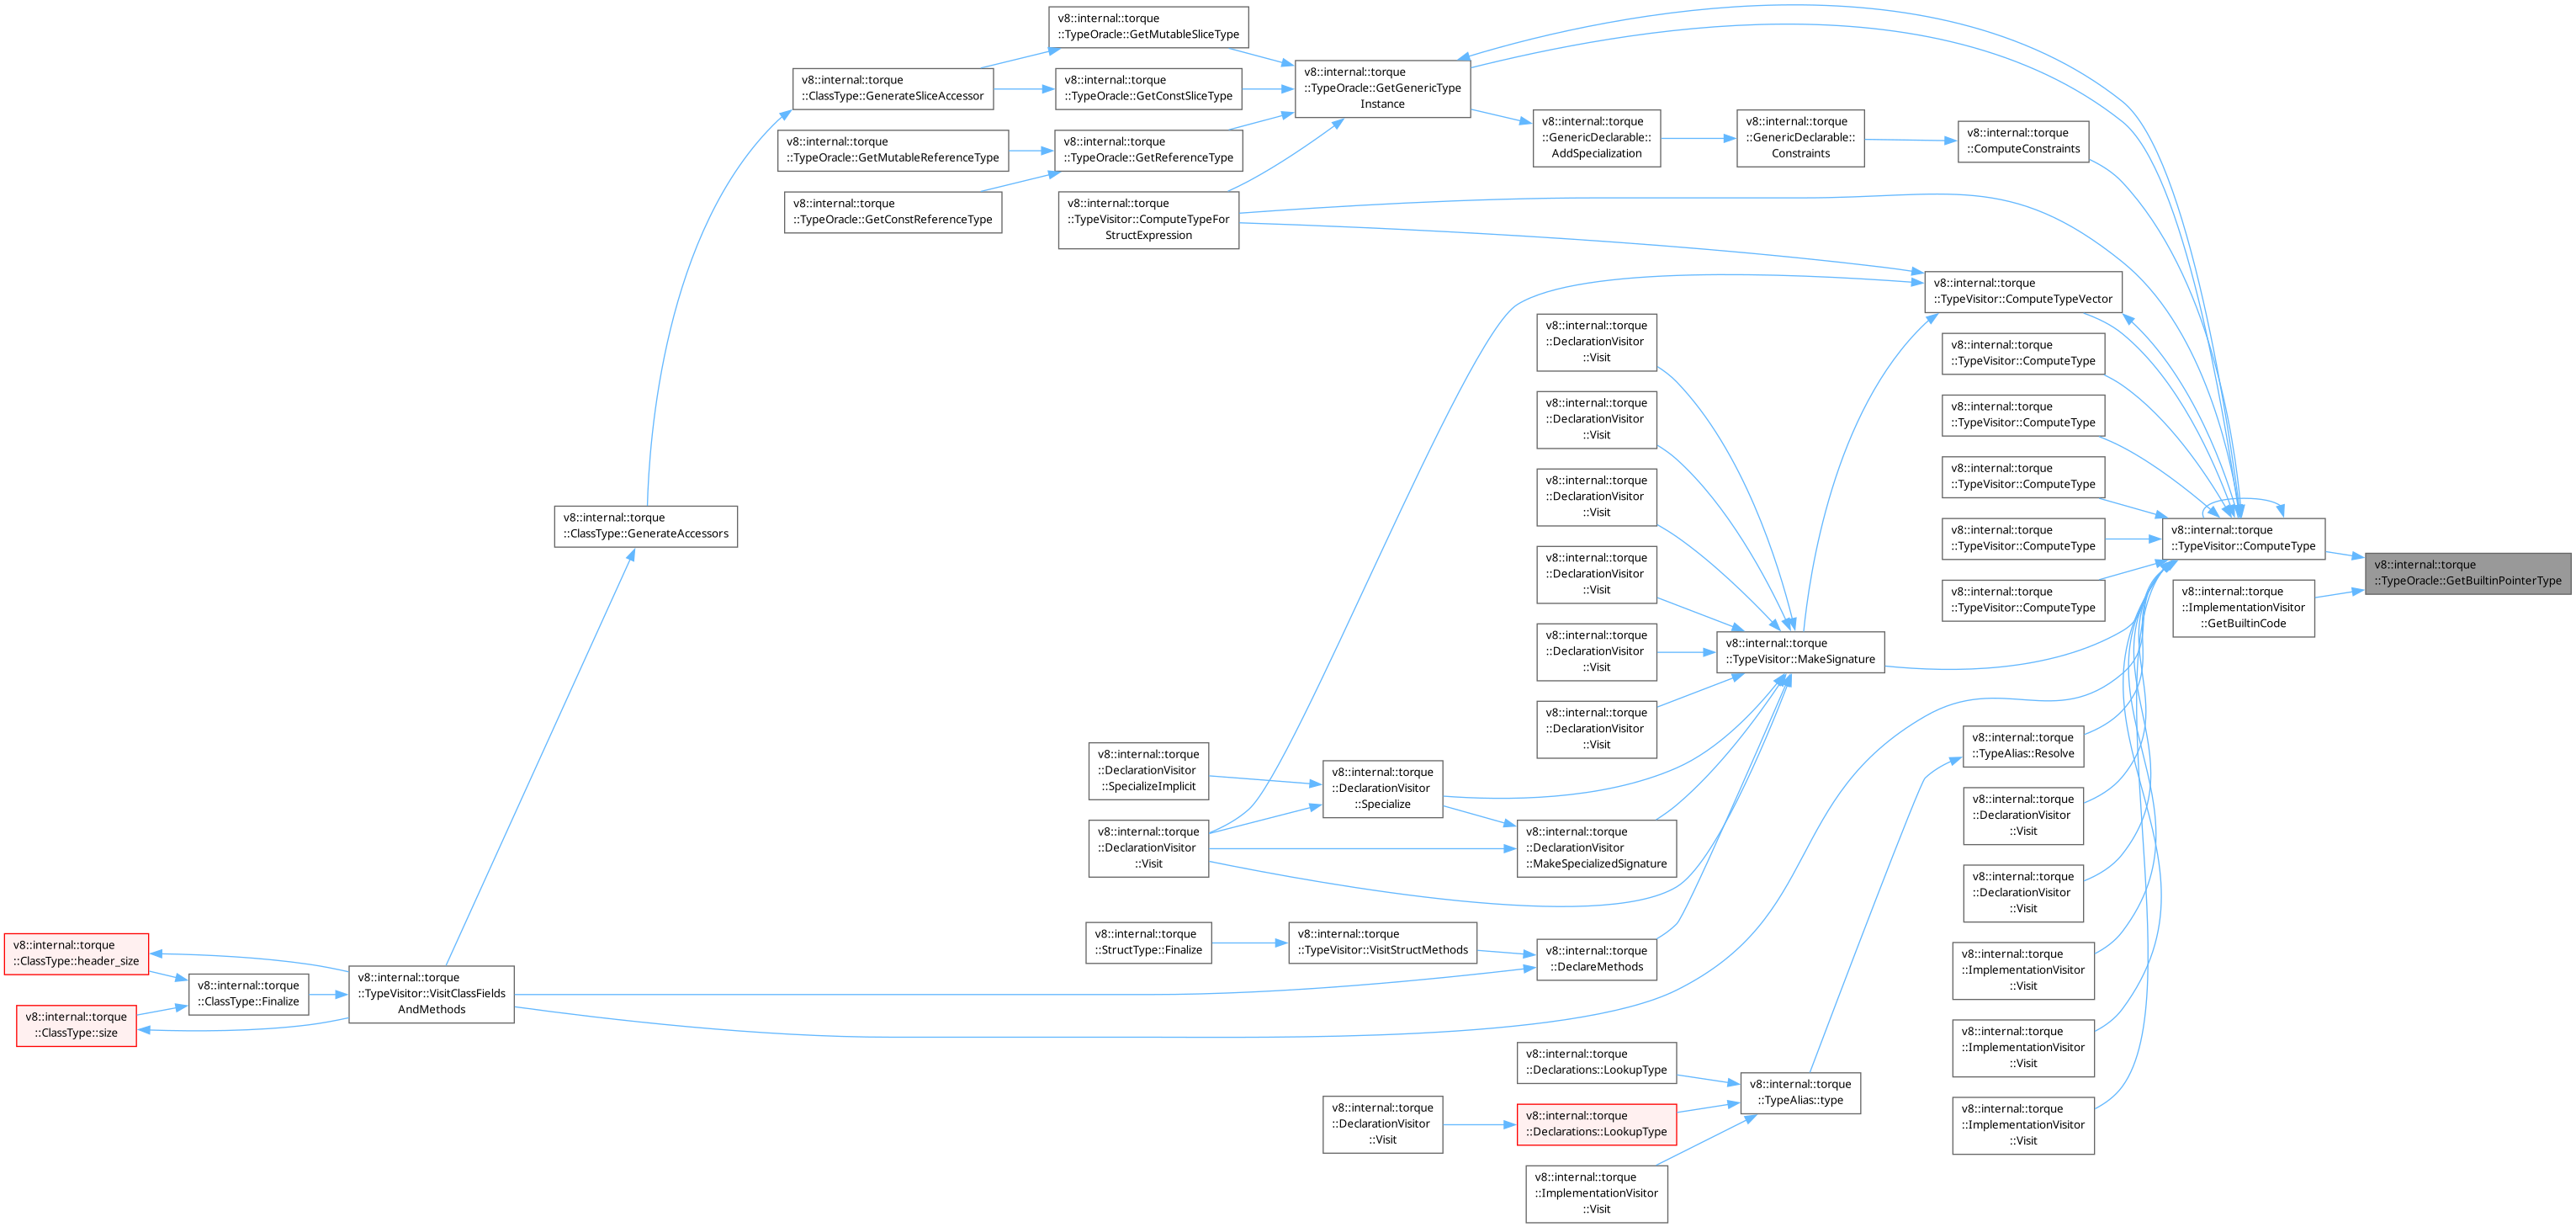 v8::internal::torque
::TypeOracle::GetMutableSliceType
v8::internal::torque
::ClassType::GenerateSliceAccessor
v8::internal::torque
::TypeOracle::GetConstSliceType
v8::internal::torque
::TypeOracle::GetGenericType
Instance
v8::internal::torque
::TypeOracle::GetMutableReferenceType
v8::internal::torque
::TypeOracle::GetReferenceType
v8::internal::torque
::GenericDeclarable::
AddSpecialization
v8::internal::torque
::GenericDeclarable::
Constraints
v8::internal::torque
::ComputeConstraints
v8::internal::torque
::TypeOracle::GetConstReferenceType
v8::internal::torque
::TypeVisitor::ComputeTypeFor
StructExpression
v8::internal::torque
::TypeVisitor::ComputeTypeVector
v8::internal::torque
::DeclarationVisitor
::Visit
v8::internal::torque
::TypeVisitor::ComputeType
v8::internal::torque
::DeclarationVisitor
::Visit
v8::internal::torque
::TypeVisitor::ComputeType
v8::internal::torque
::DeclarationVisitor
::Visit
v8::internal::torque
::TypeVisitor::ComputeType
v8::internal::torque
::ClassType::GenerateAccessors
v8::internal::torque
::TypeVisitor::ComputeType
v8::internal::torque
::TypeVisitor::ComputeType
v8::internal::torque
::TypeOracle::GetBuiltinPointerType
v8::internal::torque
::DeclarationVisitor
::Visit
v8::internal::torque
::TypeVisitor::ComputeType
v8::internal::torque
::ImplementationVisitor
::GetBuiltinCode
v8::internal::torque
::DeclarationVisitor
::Visit
v8::internal::torque
::TypeVisitor::MakeSignature
v8::internal::torque
::DeclarationVisitor
::Visit
v8::internal::torque
::TypeAlias::Resolve
v8::internal::torque
::DeclarationVisitor
::SpecializeImplicit
v8::internal::torque
::DeclarationVisitor
::Specialize
v8::internal::torque
::DeclarationVisitor
::Visit
v8::internal::torque
::DeclarationVisitor
::Visit
v8::internal::torque
::DeclarationVisitor
::MakeSpecializedSignature
v8::internal::torque
::DeclarationVisitor
::Visit
v8::internal::torque
::StructType::Finalize
v8::internal::torque
::TypeVisitor::VisitStructMethods
v8::internal::torque
::DeclareMethods
v8::internal::torque
::ImplementationVisitor
::Visit
v8::internal::torque
::ClassType::header_size
v8::internal::torque
::ClassType::Finalize
v8::internal::torque
::TypeVisitor::VisitClassFields
AndMethods
v8::internal::torque
::ClassType::size
v8::internal::torque
::ImplementationVisitor
::Visit
v8::internal::torque
::Declarations::LookupType
v8::internal::torque
::TypeAlias::type
v8::internal::torque
::DeclarationVisitor
::Visit
v8::internal::torque
::Declarations::LookupType
v8::internal::torque
::ImplementationVisitor
::Visit
v8::internal::torque
::ImplementationVisitor
::Visit